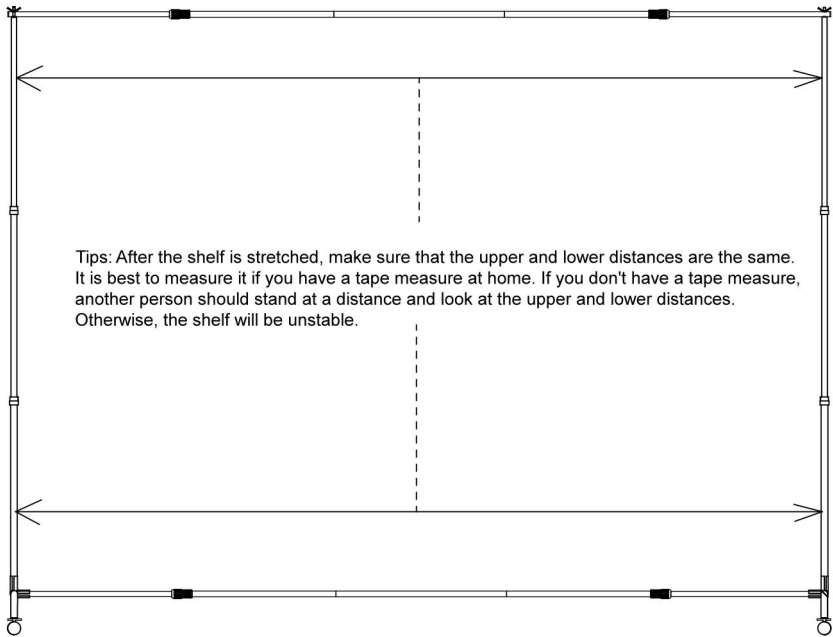 Tips: After the shelf is stretched, make sure that the upper and lower distances are the same.
It is best to measure it if you have a tape measure at home. If you don't have a tape measure,
another person should stand at a distance and look at the upper and lower distances.
Otherwise, the shelf will be unstable.